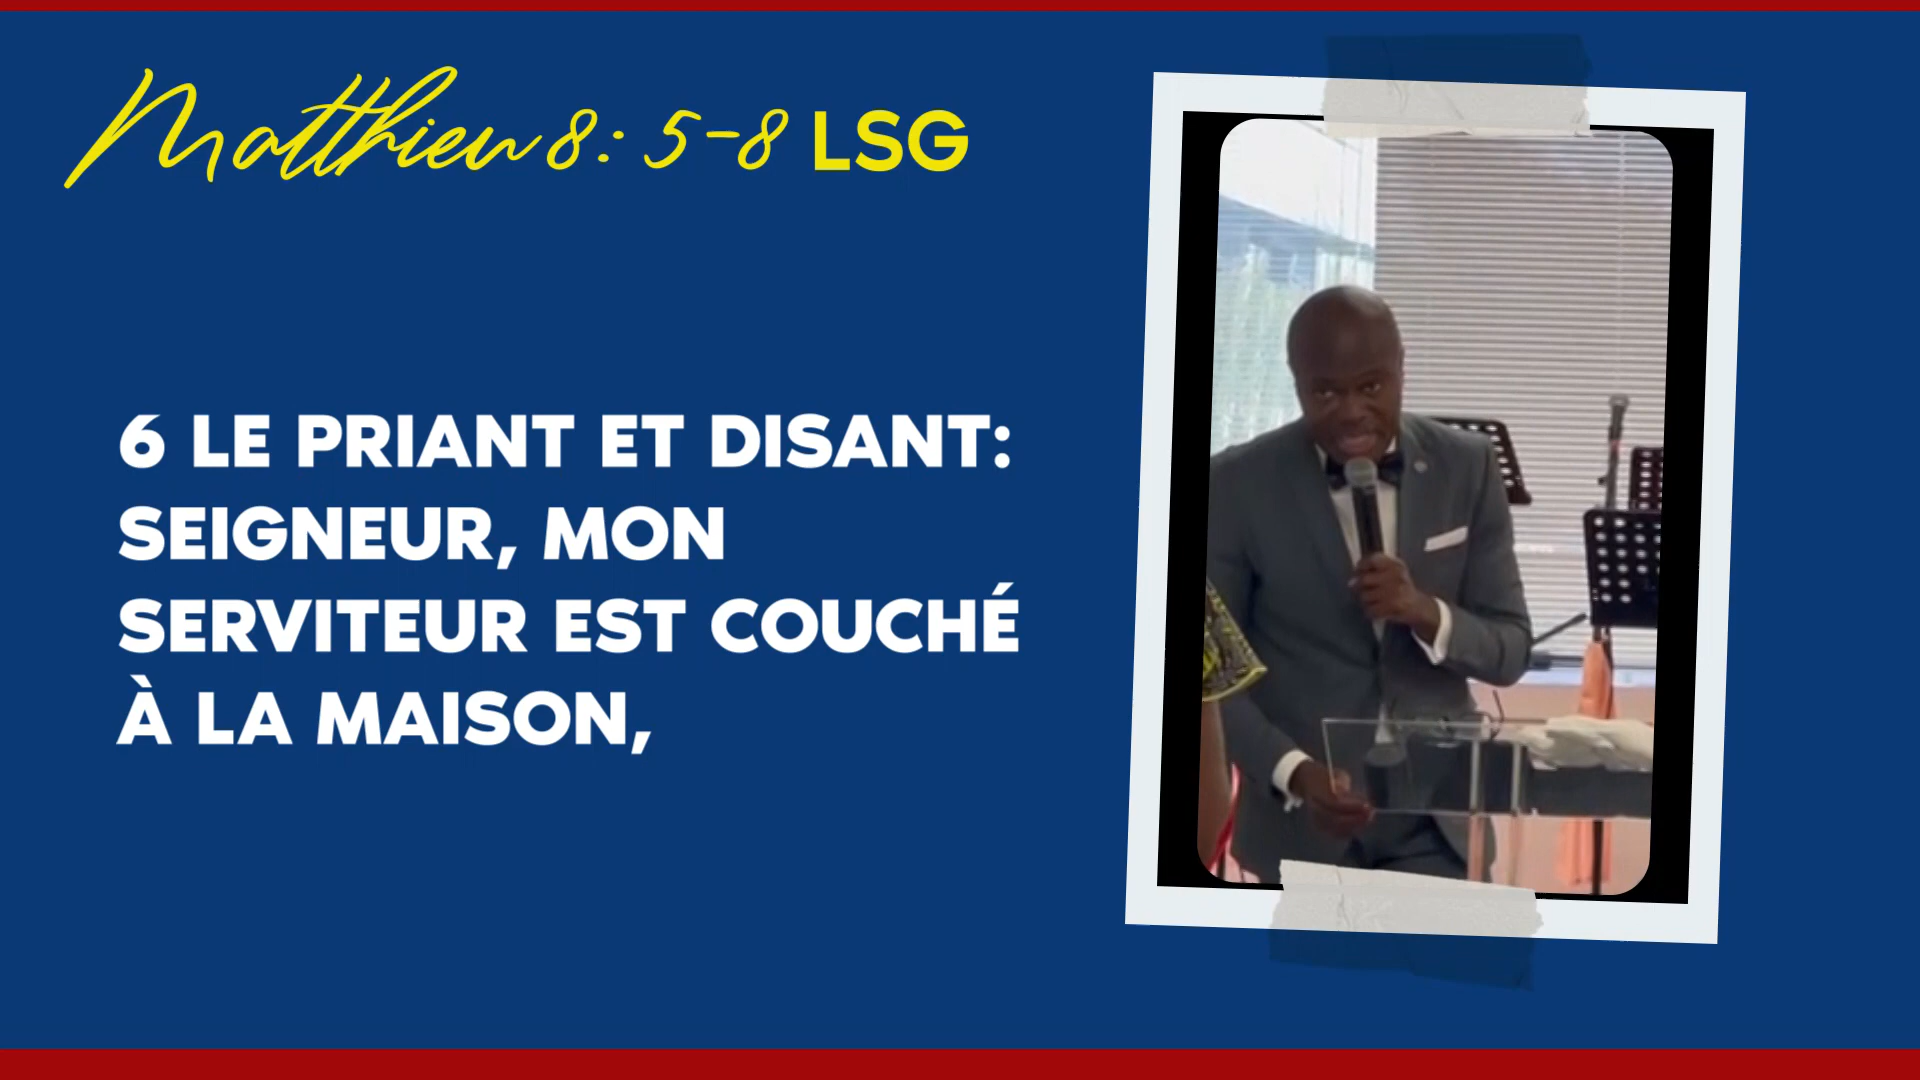 Matthieu 8: 5-8 LSG
6 LE PRIANT ET DISANT:
SEIGNEUR, MON
SERVITEUR EST COUCHÉ
À LA MAISON,